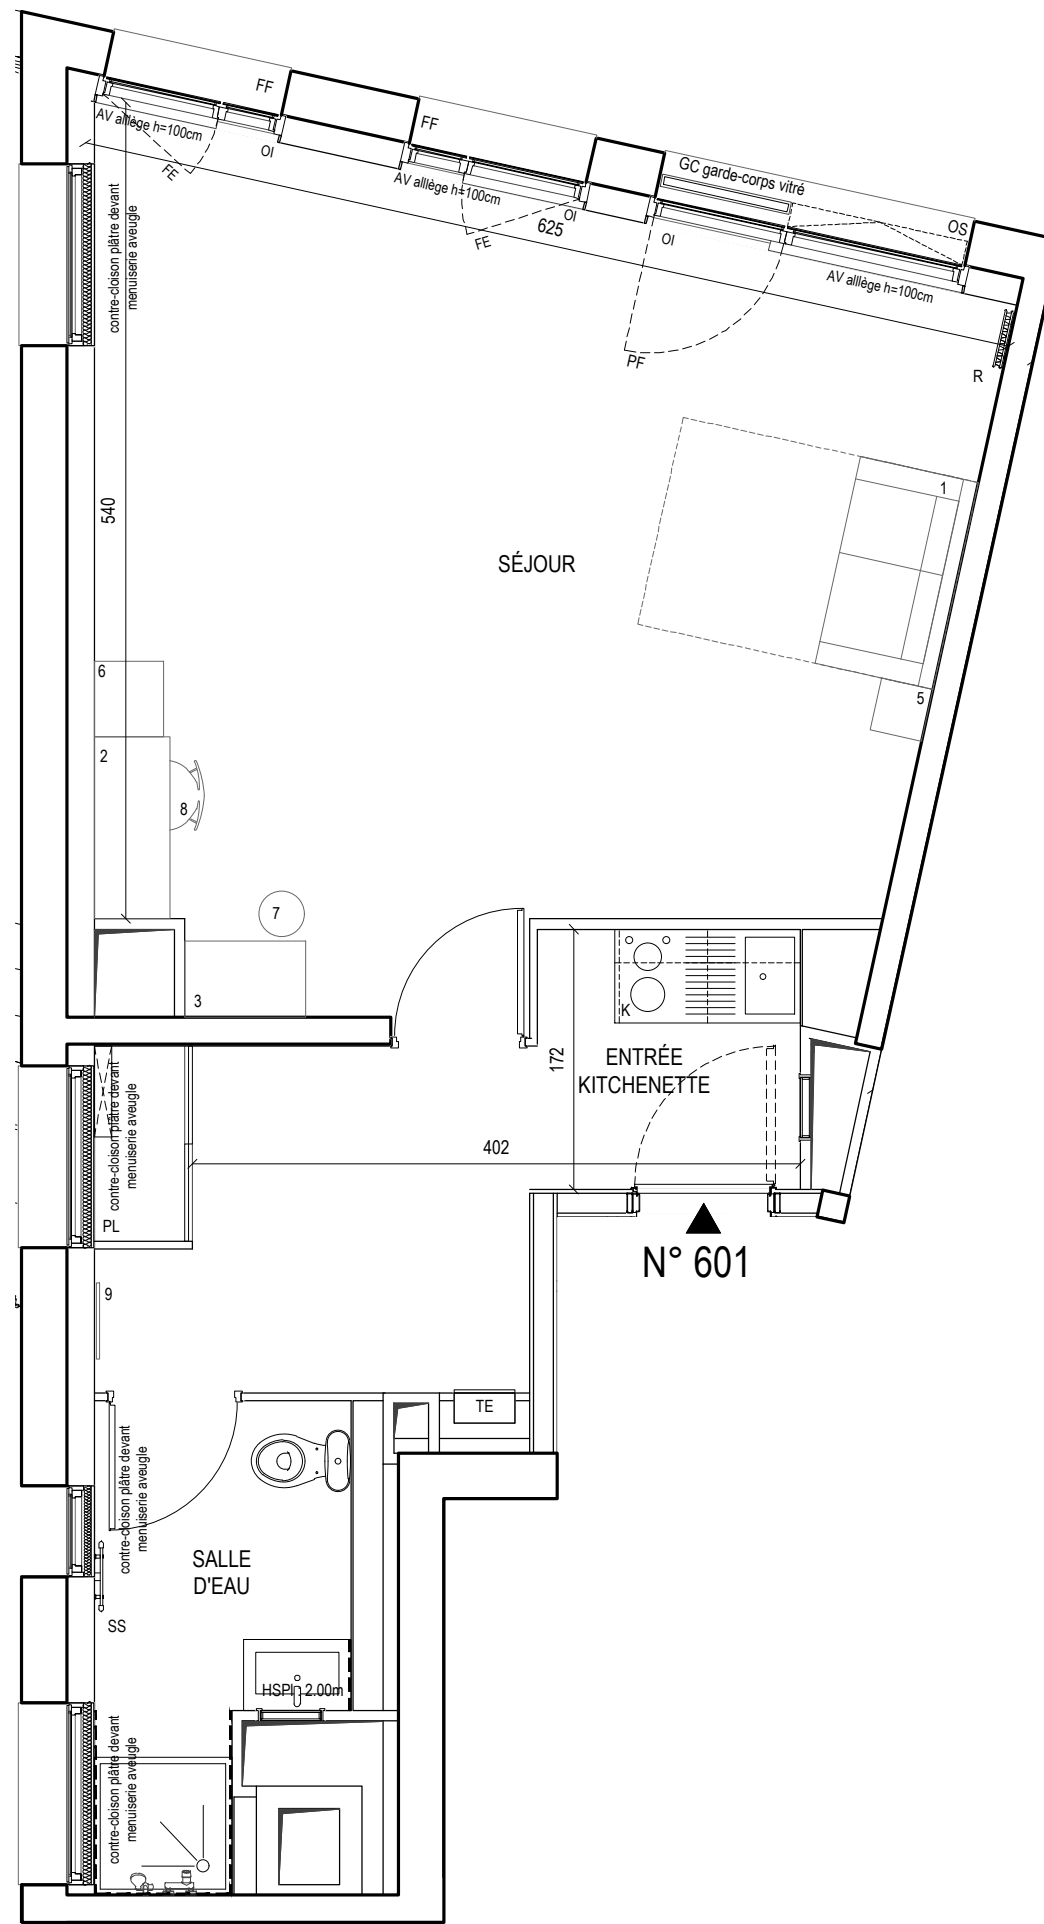 FF
AV alllège h=100cm
OI
FE
FF
AV alllège h=100cm
OI
FE
625
GC garde-corps vitré
OS
OI
AV alllège h=100cm
PF
R
contre-cloison plâtre devant
menuiserie aveugle
540
SÉJOUR
1
5
6
2
8
7
3
K
172
ENTRÉE
KITCHENETTE
402
contre-cloison plâtre devant
menuiserie aveugle
PL
N° 601
9
TE
contre-cloison plâtre devant
menuiserie aveugle
SALLE
D'EAU
SS
HSP 2.00m
contre-cloison plâtre devant
menuiserie aveugle